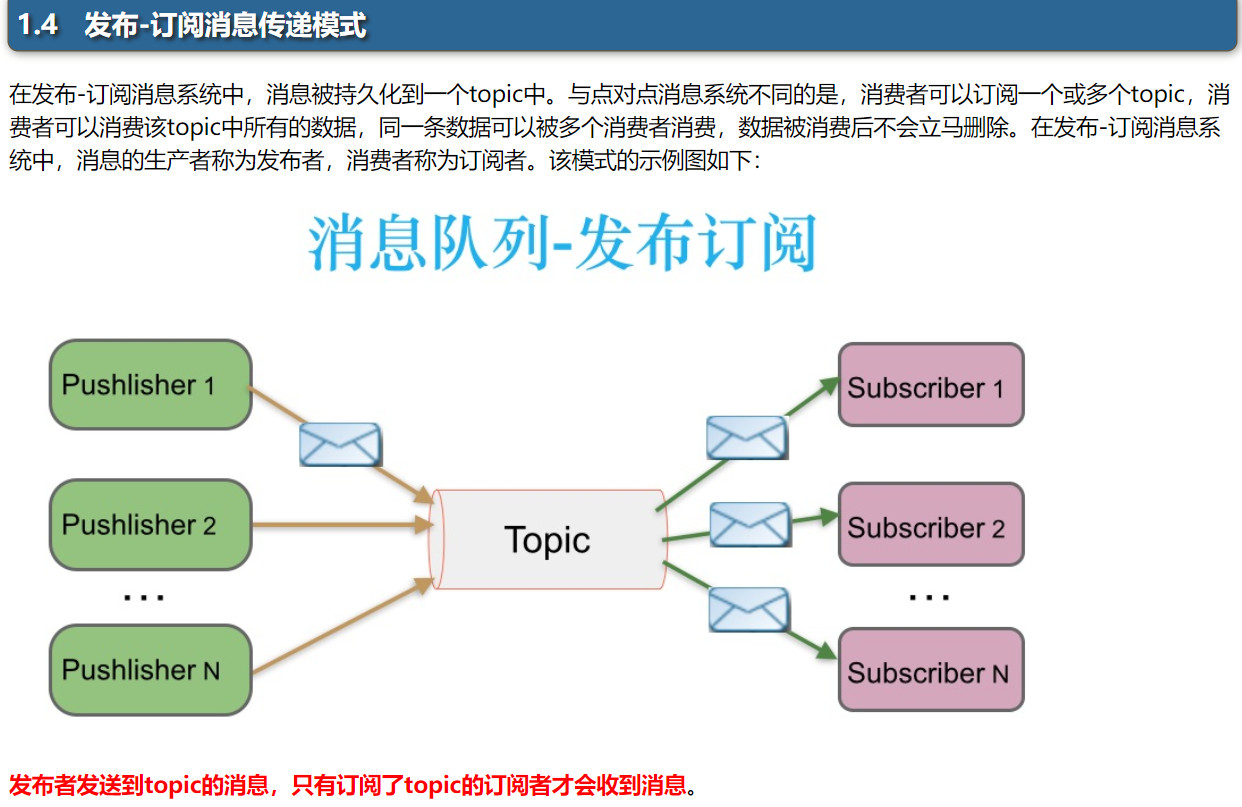 1.4 发布-订阅消息传递模式
在发布-订阅消息系统中，消息被持久化到一个topic中。与点对点消息系统不同的是，消费者可以订阅一个或多个topic，消
费者可以消费该topic中所有的数据，同一条数据可以被多个消费者消费，数据被消费后不会立马删除。在发布-订阅消息系
统中，消息的生产者称为发布者，消费者称为订阅者。该模式的示例图如下：
消息队列-发布订阅
Pushlisher 1
Subscriber 1
Pushlisher 2
Topic
Subscriber 2
...
...
Pushlisher N
Subscriber N
发布者发送到topic的消息，只有订阅了topic的订阅者才会收到消息。